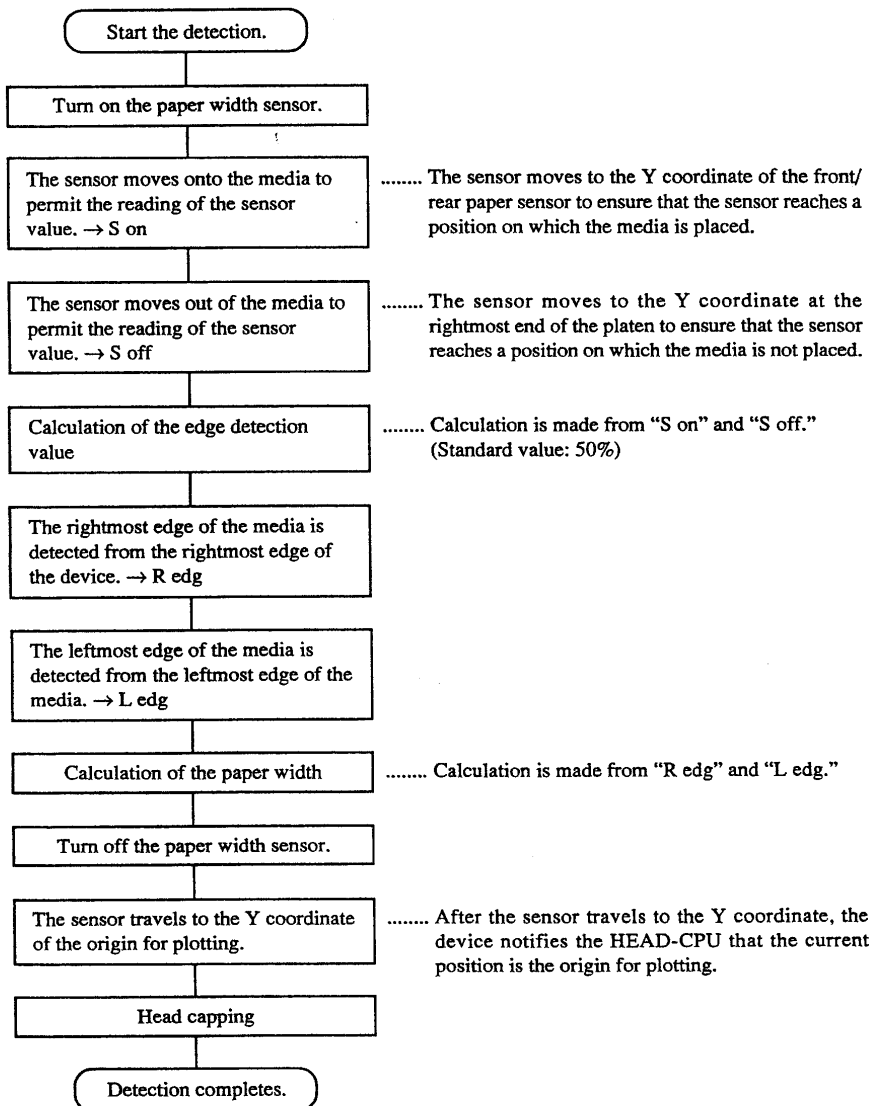 Start the detection.
Turn on the paper width sensor.
The sensor moves onto the media to
permit the reading of the sensor
value. → S on
........ The sensor moves to the Y coordinate of the front/
rear paper sensor to ensure that the sensor reaches a
position on which the media is placed.
The sensor moves out of the media to
permit the reading of the sensor
value. → S off
........ The sensor moves to the Y coordinate at the
rightmost end of the platen to ensure that the sensor
reaches a position on which the media is not placed.
Calculation of the edge detection
value
........ Calculation is made from “S on” and “S off.”
(Standard value: 50%)
The rightmost edge of the media is
detected from the rightmost edge of
the device. → R edg
The leftmost edge of the media is
detected from the leftmost edge of the
media. → L edg
Calculation of the paper width
........ Calculation is made from “R edg” and “L edg.”
Turn off the paper width sensor.
The sensor travels to the Y coordinate
of the origin for plotting.
........ After the sensor travels to the Y coordinate, the
device notifies the HEAD-CPU that the current
position is the origin for plotting.
Head capping
Detection completes.